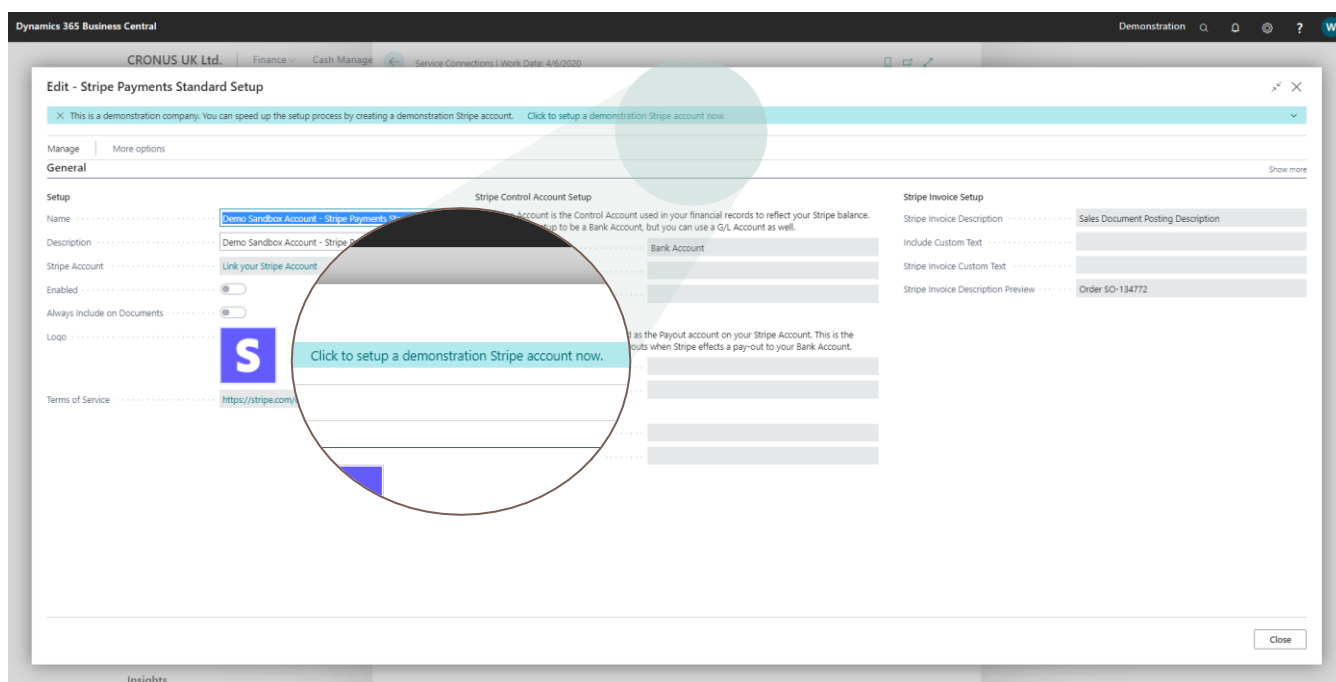 Dynamics 365 Business Central
Demonstration
?
W
CRONUS UK Ltd.
Finance
Cash Manage
Service Connections | Work Date: 4/6/2020
Edit - Stripe Payments Standard Setup
This is a demonstration company. You can speed up the setup process by creating a demonstration Stripe account. Click to setup a demonstration Stripe account now.
Manage
More options
General
Show more
Setup
Name
Demo Sandbox Account - Stripe Payments
Description
Demo Sandbox Account - Stripe
Stripe Account
Link your Stripe Account
Enabled
Always Include on Documents
Logo
S
Terms of Service
https://stripe.com/
Click to setup a demonstration Stripe account now.
Stripe Control Account Setup
Account is the Control Account used in your financial records to reflect your Stripe balance.
to be a Bank Account, but you can use a G/L Account as well.
Bank Account
as the Payout account on your Stripe Account. This is the
when Stripe effects a pay-out to your Bank Account.
Stripe Invoice Setup
Stripe Invoice Description
Sales Document Posting Description
Include Custom Text
Stripe Invoice Custom Text
Stripe Invoice Description Preview
Order SO-134772
Close
Insights